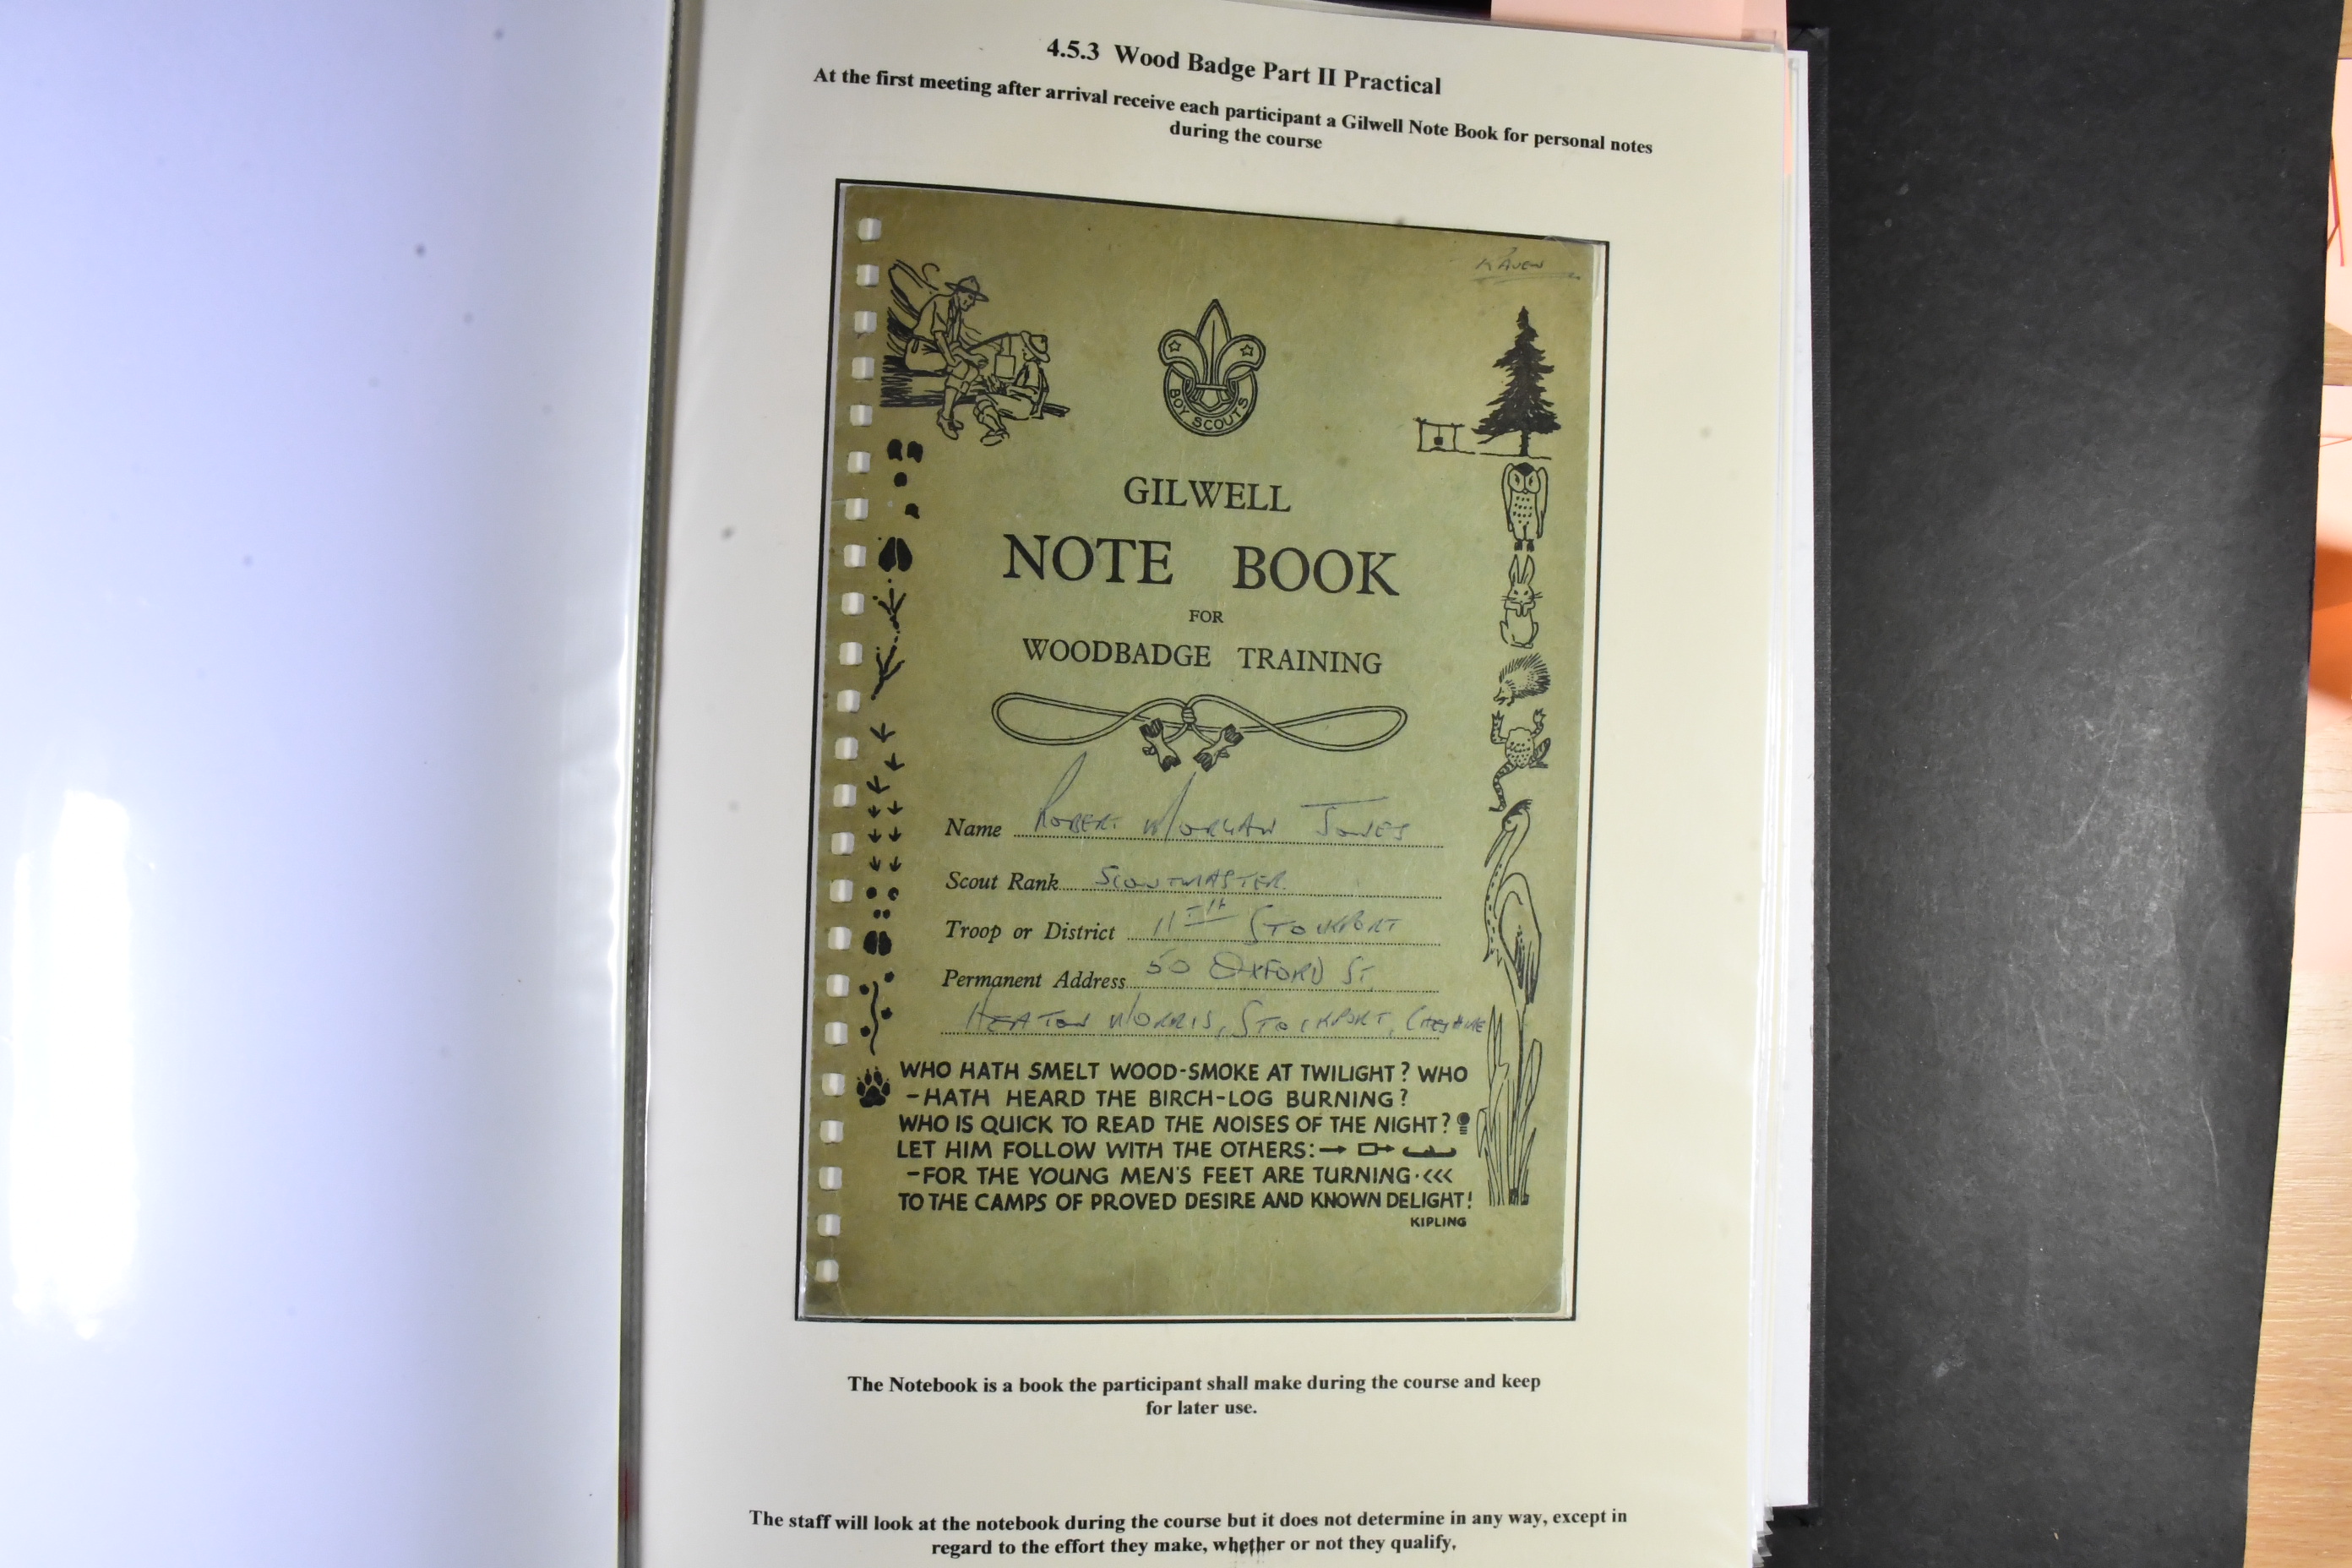 4.5.3 Wood Badge Part II Practical
At the first meeting after arrival receive each participant a Gilwell Note Book for personal notes
during the course
RAVEN
BOY SCOUTS
GILWELL
NOTE BOOK
FOR
WOODBADGE TRAINING
Name ROBERT MORGAN JONES
Scout Rank SCOUTMASTER.
Troop or District 11TH STOCKPORT
Permanent Address 50 OXFORD ST.
HEATON NORRIS, STOCKPORT, CHESHIRE
WHO HATH SMELT WOOD-SMOKE AT TWILIGHT? WHO
-HATH HEARD THE BIRCH-LOG BURNING?
WHO IS QUICK TO READ THE NOISES OF THE NIGHT?
LET HIM FOLLOW WITH THE OTHERS:
-FOR THE YOUNG MEN'S FEET ARE TURNING
TO THE CAMPS OF PROVED DESIRE AND KNOWN DELIGHT!
KIPLING
The Notebook is a book the participant shall make during the course and keep
for later use.
The staff will look at the notebook during the course but it does not determine in any way, except in
regard to the effort they make, whether or not they qualify,